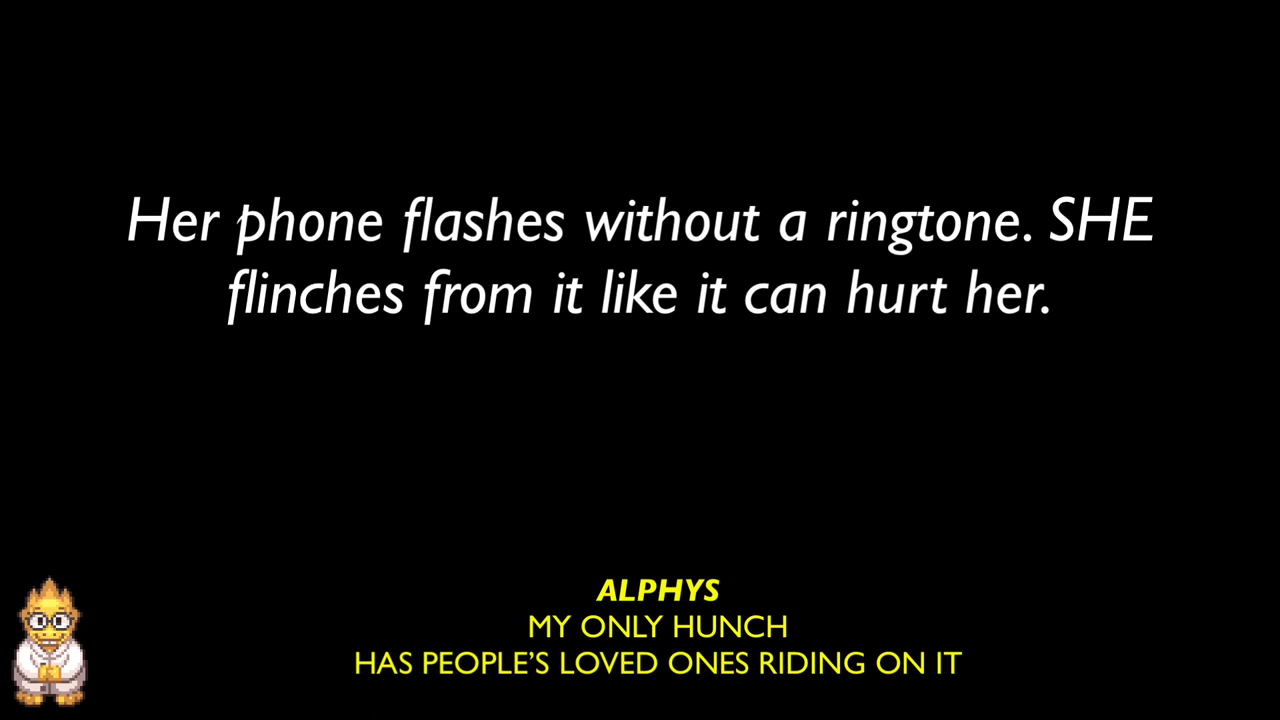 Her phone flashes without a ringtone. SHE
flinches from it like it can hurt her.
ALPHYS
MY ONLY HUNCH
HAS PEOPLE’S LOVED ONES RIDING ON IT